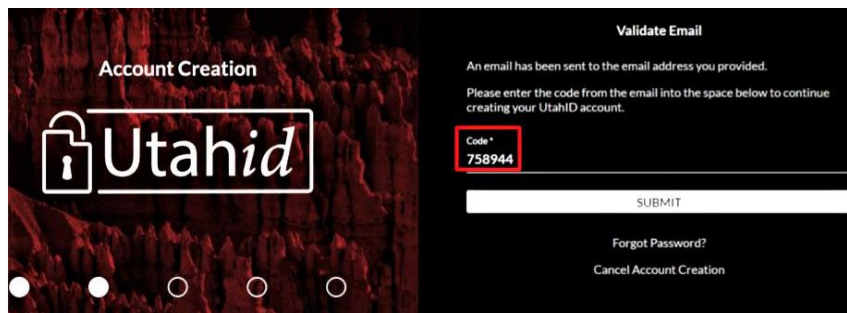 Account Creation
Utahid
Validate Email
An email has been sent to the email address you provided.
Please enter the code from the email into the space below to continue
creating your UtahID account.
Code *
758944
SUBMIT
Forgot Password?
Cancel Account Creation